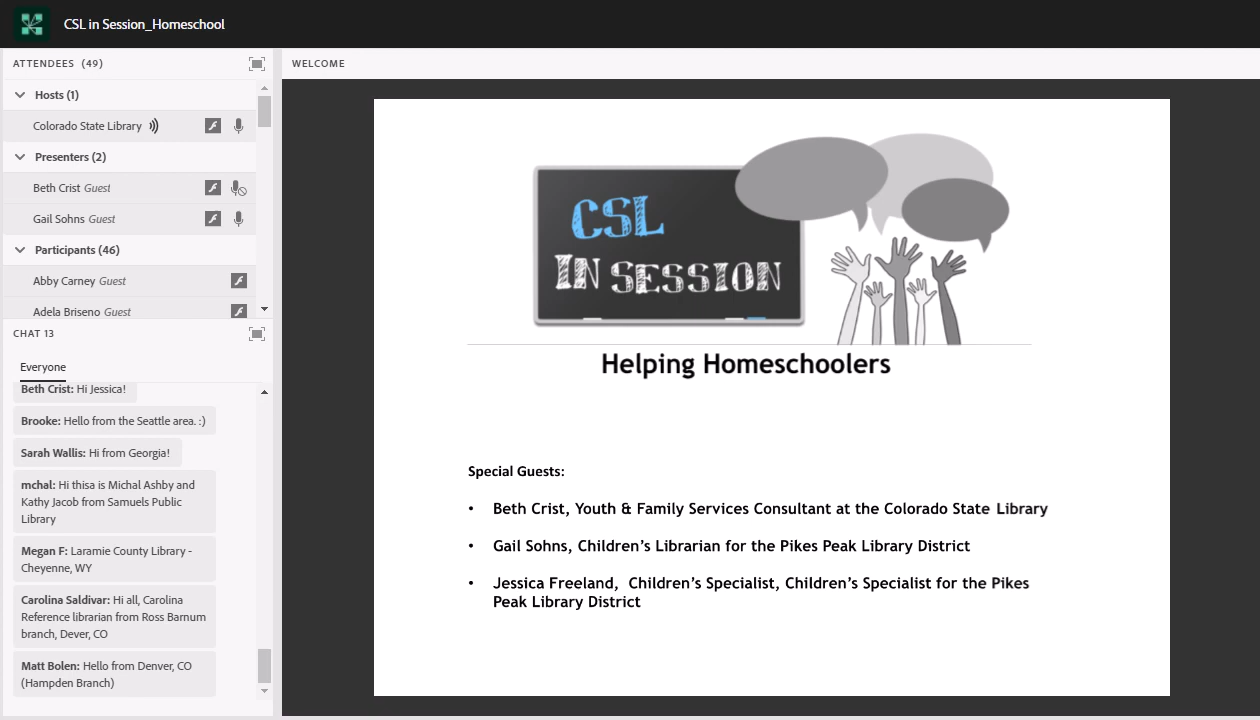 CSL in Session_Homeschool
ATTENDEES (49)
Hosts (1)
Colorado State Library
Presenters (2)
Beth Crist Guest
Gail Sohns Guest
Participants (46)
Abby Carney Guest
Adela Briseno Guest
CHAT 13
Everyone
Beth Crist: Hi Jessica!
Brooke: Hello from the Seattle area. :)
Sarah Wallis: Hi from Georgia!
mchal: Hi thisa is Michal Ashby and
Kathy Jacob from Samuels Public
Library
Megan F: Laramie County Library -
Cheyenne, WY
Carolina Saldivar: Hi all, Carolina
Reference librarian from Ross Barnum
branch, Dever, CO
Matt Bolen: Hello from Denver, CO
(Hampden Branch)
WELCOME
CSL
IN SESSION
Helping Homeschoolers
Special Guests:
• Beth Crist, Youth & Family Services Consultant at the Colorado State Library
• Gail Sohns, Children's Librarian for the Pikes Peak Library District
• Jessica Freeland, Children's Specialist, Children's Specialist for the Pikes
Peak Library District